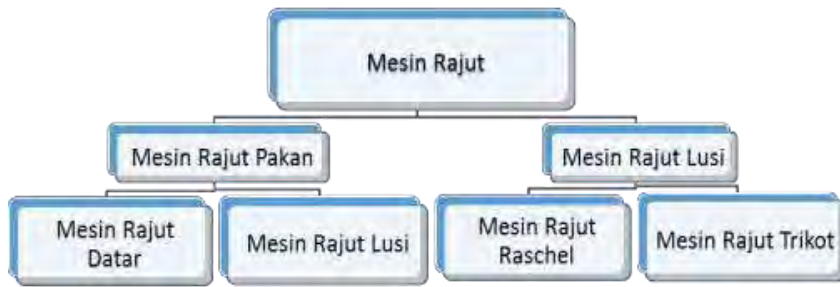 Mesin Rajut
Mesin Rajut Pakan
Mesin Rajut Lusi
Mesin Rajut
Datar
Mesin Rajut Lusi
Mesin Rajut
Raschel
Mesin Rajut Trikot